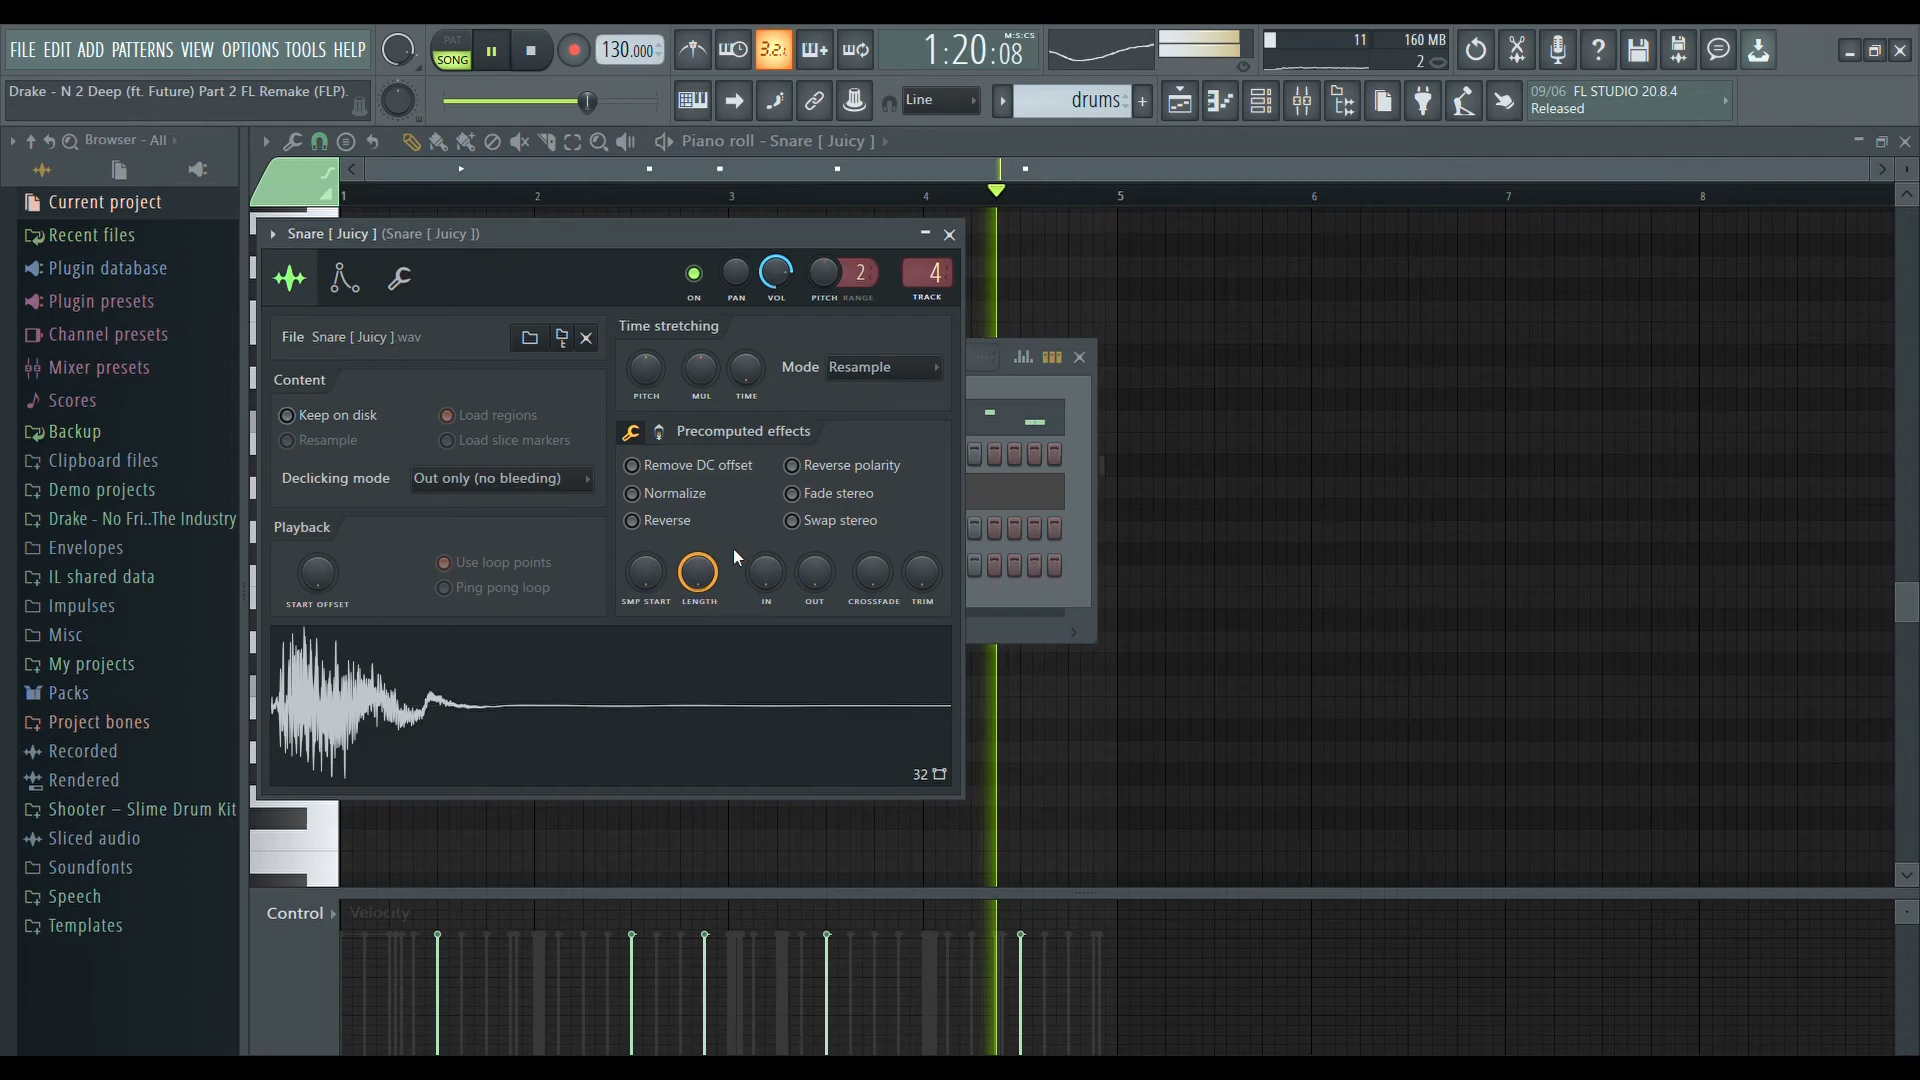 FILE EDIT ADD PATTERNS VIEW OPTIONS TOOLS HELP
PAT
SONG
130.000
3.2.1
1:20:08
M:S:CS
11
160 MB
2
Drake - N 2 Deep (ft. Future) Part 2 FL Remake (FLP).
Line
drums
09/06 FL STUDIO 20.8.4
Released
Browser - All
Piano roll - Snare [ Juicy ]
Current project
Recent files
Plugin database
Plugin presets
Channel presets
Mixer presets
Scores
Backup
Clipboard files
Demo projects
Drake - No Fri..The Industry
Envelopes
IL shared data
Impulses
Misc
My projects
Packs
Project bones
Recorded
Rendered
Shooter – Slime Drum Kit
Sliced audio
Soundfonts
Speech
Templates
1 2 3 4 5 6 7 8
Snare [ Juicy ] (Snare [ Juicy ])
ON PAN VOL PITCH RANGE TRACK
2
4
File Snare [ Juicy ].wav
Content
Keep on disk
Load regions
Resample
Load slice markers
Declicking mode
Out only (no bleeding)
Playback
Use loop points
Ping pong loop
START OFFSET
Time stretching
PITCH MUL TIME
Mode Resample
Precomputed effects
Remove DC offset
Reverse polarity
Normalize
Fade stereo
Reverse
Swap stereo
SMP START LENGTH IN OUT CROSSFADE TRIM
32
Control
Velocity